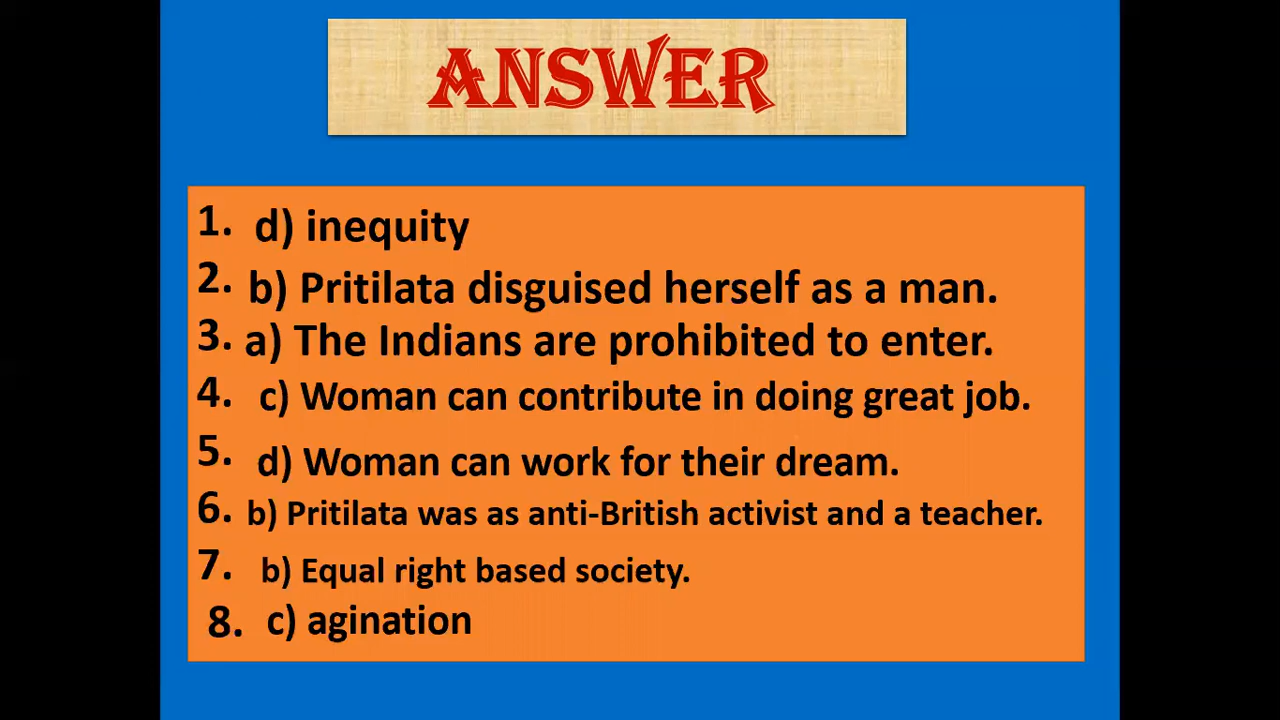 ANSWER
1. d) inequity
2. b) Pritilata disguised herself as a man.
3. a) The Indians are prohibited to enter.
4. c) Woman can contribute in doing great job.
5. d) Woman can work for their dream.
6. b) Pritilata was as anti-British activist and a teacher.
7. b) Equal right based society.
8. c) agination